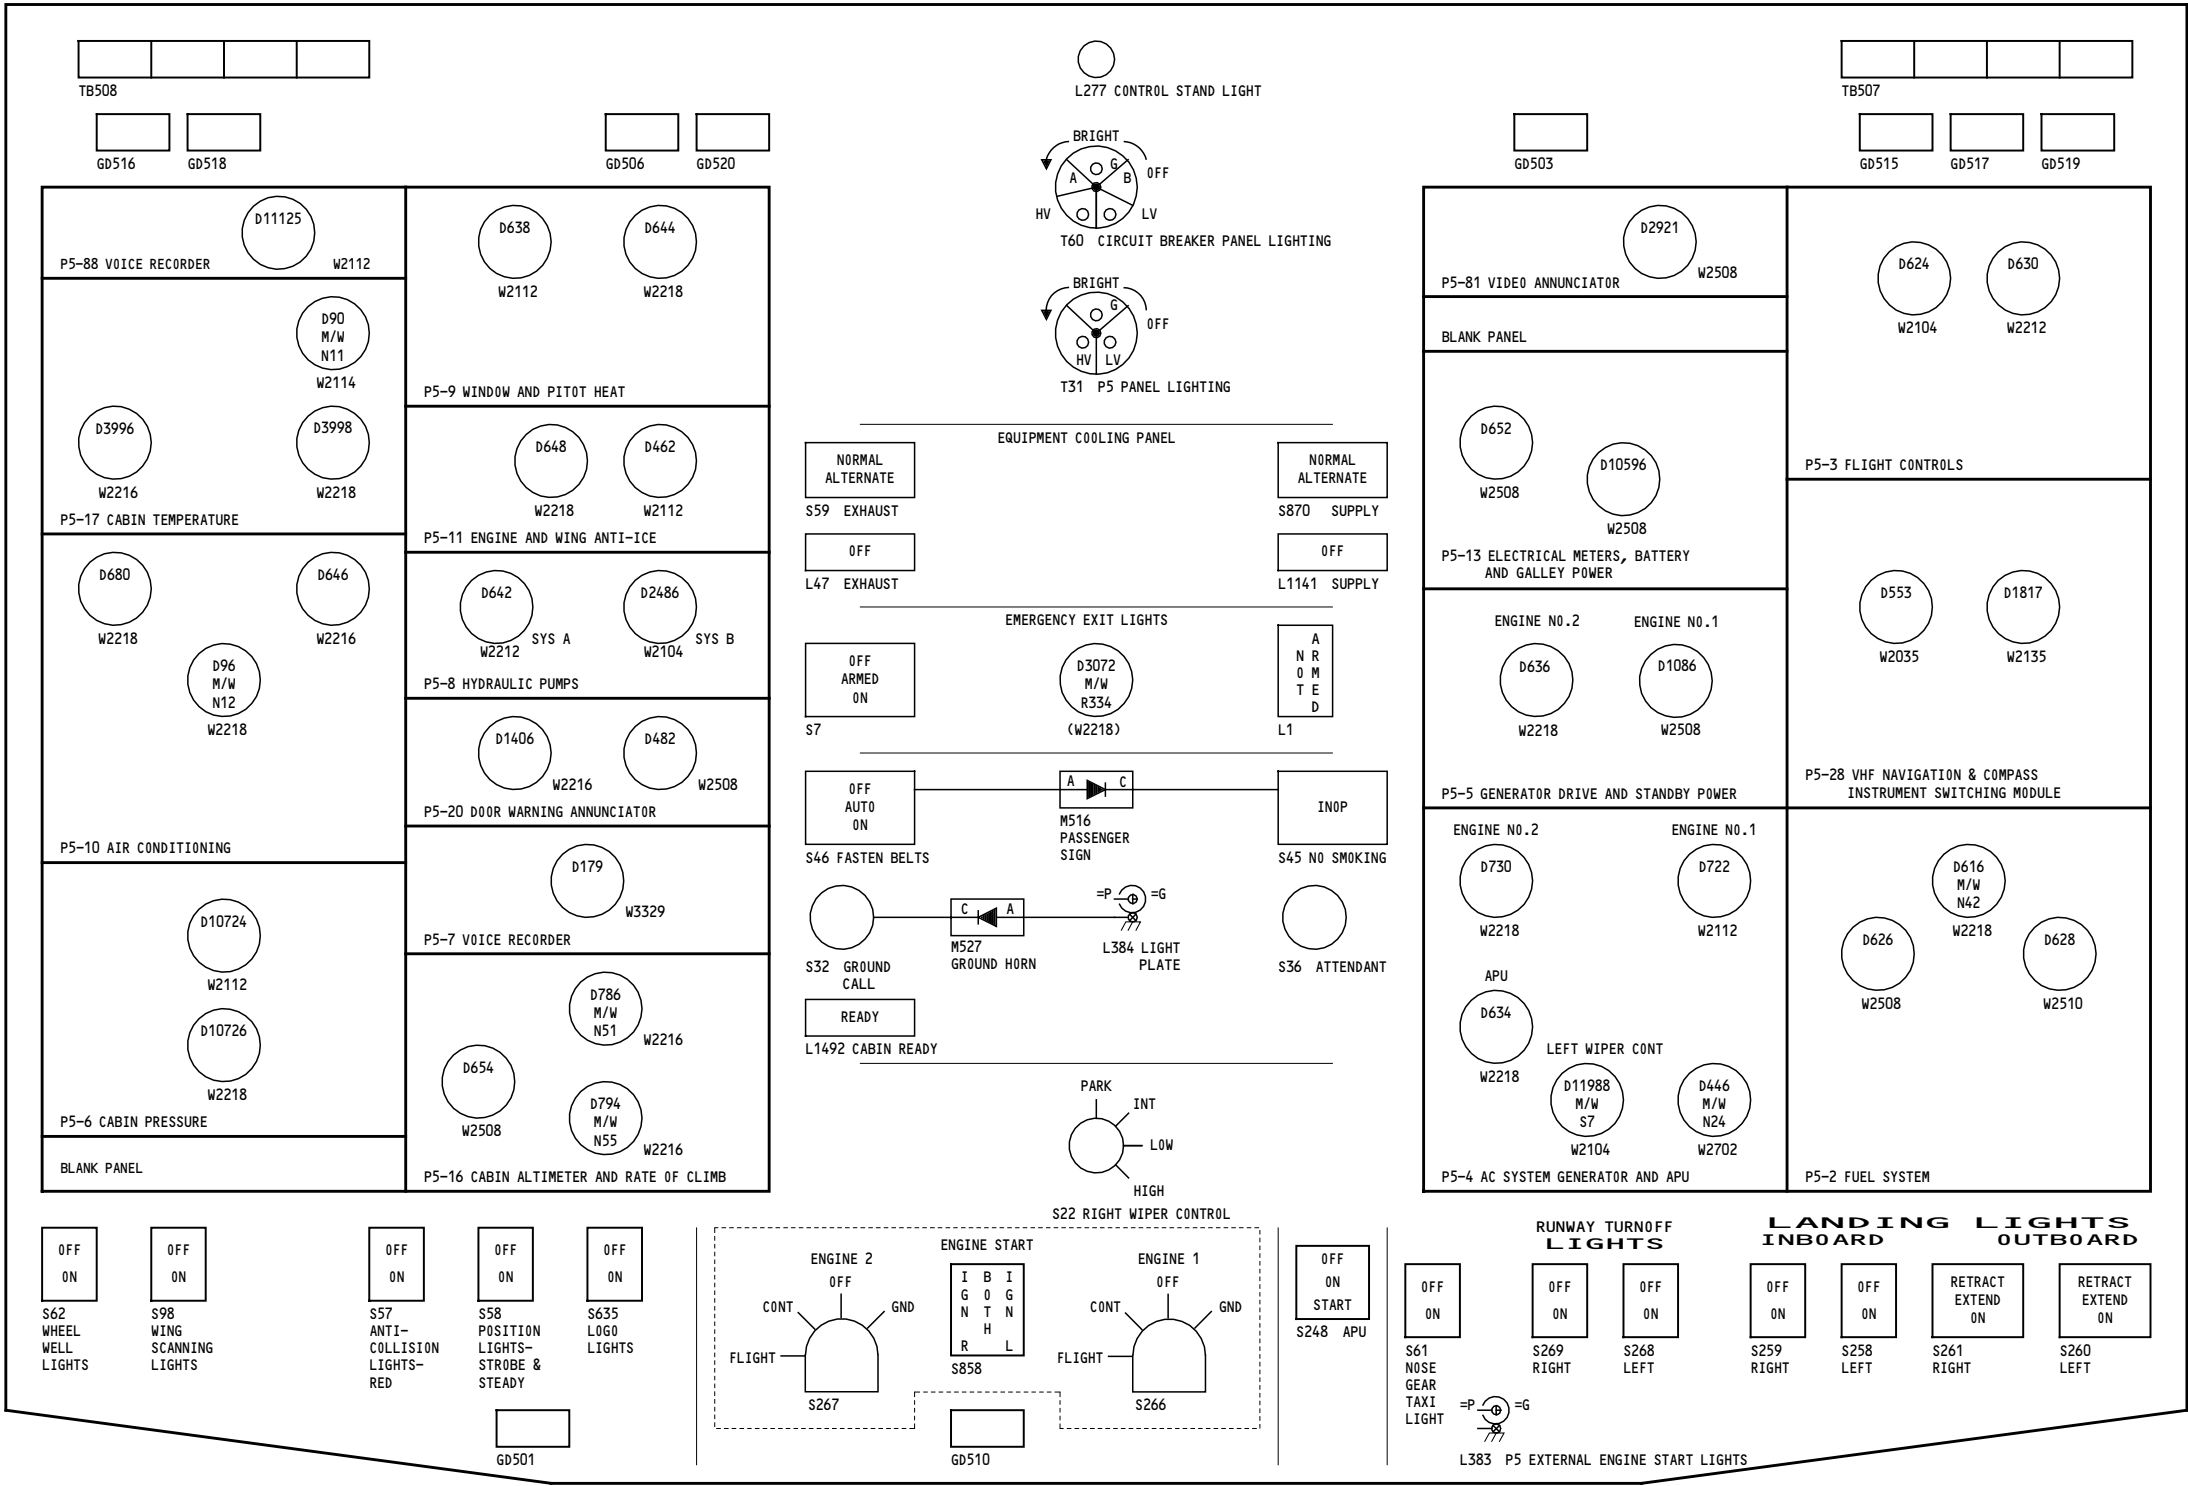 TB508
GD516
GD518
GD506
GD520
D11125
P5-88 VOICE RECORDER
W2112
D90
M/W
N11
W2114
D3996
W2216
D3998
W2218
P5-17 CABIN TEMPERATURE
D680
W2218
D646
W2216
D96
M/W
N12
W2218
P5-10 AIR CONDITIONING
D10724
W2112
D10726
W2218
P5-6 CABIN PRESSURE
BLANK PANEL
D638
W2112
D644
W2218
P5-9 WINDOW AND PITOT HEAT
D648
W2218
D462
W2112
P5-11 ENGINE AND WING ANTI-ICE
D642
SYS A
W2212
D2486
SYS B
W2104
P5-8 HYDRAULIC PUMPS
D1406
W2216
D482
W2508
P5-20 DOOR WARNING ANNUNCIATOR
D179
W3329
P5-7 VOICE RECORDER
D786
M/W
N51
W2216
D654
W2508
D794
M/W
N55
W2216
P5-16 CABIN ALTIMETER AND RATE OF CLIMB
L277 CONTROL STAND LIGHT
BRIGHT
OFF
A
G
B
HV
LV
T60 CIRCUIT BREAKER PANEL LIGHTING
BRIGHT
OFF
G
HV
LV
T31 P5 PANEL LIGHTING
EQUIPMENT COOLING PANEL
NORMAL
ALTERNATE
S59 EXHAUST
NORMAL
ALTERNATE
S870 SUPPLY
OFF
L47 EXHAUST
OFF
L1141 SUPPLY
EMERGENCY EXIT LIGHTS
OFF
ARMED
ON
S7
D3072
M/W
R334
(W2218)
NOT
ARMED
L1
OFF
AUTO
ON
S46 FASTEN BELTS
A
C
M516
PASSENGER
SIGN
INOP
S45 NO SMOKING
S32 GROUND
CALL
C
A
M527
GROUND HORN
=P
=G
L384 LIGHT
PLATE
S36 ATTENDANT
READY
L1492 CABIN READY
PARK
INT
LOW
HIGH
S22 RIGHT WIPER CONTROL
TB507
GD503
GD515
GD517
GD519
D2921
W2508
P5-81 VIDEO ANNUNCIATOR
BLANK PANEL
D652
W2508
D10596
W2508
P5-13 ELECTRICAL METERS, BATTERY
AND GALLEY POWER
ENGINE NO.2
ENGINE NO.1
D636
W2218
D1086
W2508
P5-5 GENERATOR DRIVE AND STANDBY POWER
ENGINE NO.2
ENGINE NO.1
D730
W2218
D722
W2112
APU
D634
W2218
LEFT WIPER CONT
D11988
M/W
S7
W2104
D446
M/W
N24
W2702
P5-4 AC SYSTEM GENERATOR AND APU
D624
W2104
D630
W2212
P5-3 FLIGHT CONTROLS
D553
W2035
D1817
W2135
P5-28 VHF NAVIGATION & COMPASS
INSTRUMENT SWITCHING MODULE
D616
M/W
N42
W2218
D626
W2508
D628
W2510
P5-2 FUEL SYSTEM
OFF
ON
S62
WHEEL
WELL
LIGHTS
OFF
ON
S98
WING
SCANNING
LIGHTS
OFF
ON
S57
ANTI-
COLLISION
LIGHTS-
RED
OFF
ON
S58
POSITION
LIGHTS-
STROBE &
STEADY
OFF
ON
S635
LOGO
LIGHTS
GD501
ENGINE START
ENGINE 2
OFF
CONT
GND
FLIGHT
S267
IGN R
BOTH
IGN L
S858
ENGINE 1
OFF
CONT
GND
FLIGHT
S266
GD510
OFF
ON
START
S248 APU
OFF
ON
S61
NOSE
GEAR
TAXI
LIGHT
RUNWAY TURNOFF
LIGHTS
OFF
ON
S269
RIGHT
OFF
ON
S268
LEFT
LANDING LIGHTS
INBOARD
OUTBOARD
OFF
ON
S259
RIGHT
OFF
ON
S258
LEFT
RETRACT
EXTEND
ON
S261
RIGHT
RETRACT
EXTEND
ON
S260
LEFT
=P
=G
L383 P5 EXTERNAL ENGINE START LIGHTS